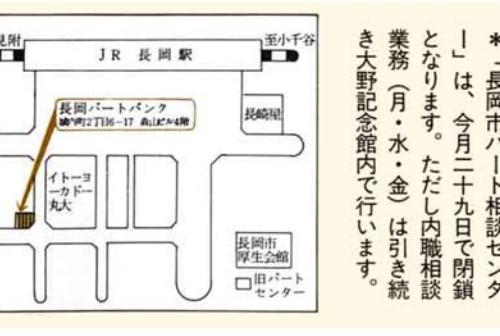 *「長岡市パート相談センタ
ー」は、今月二十九日で閉鎖
となります。ただし内職相談
業務（月・水・金）は引き続
き大野記念館内で行います。
見附
JR 長岡駅
至小千谷
長岡パートバンク
城内町2丁目6-17 森山ビル4階
長崎屋
イトーヨ
ーカドー
丸大
長岡市
厚生会館
旧パート
センター